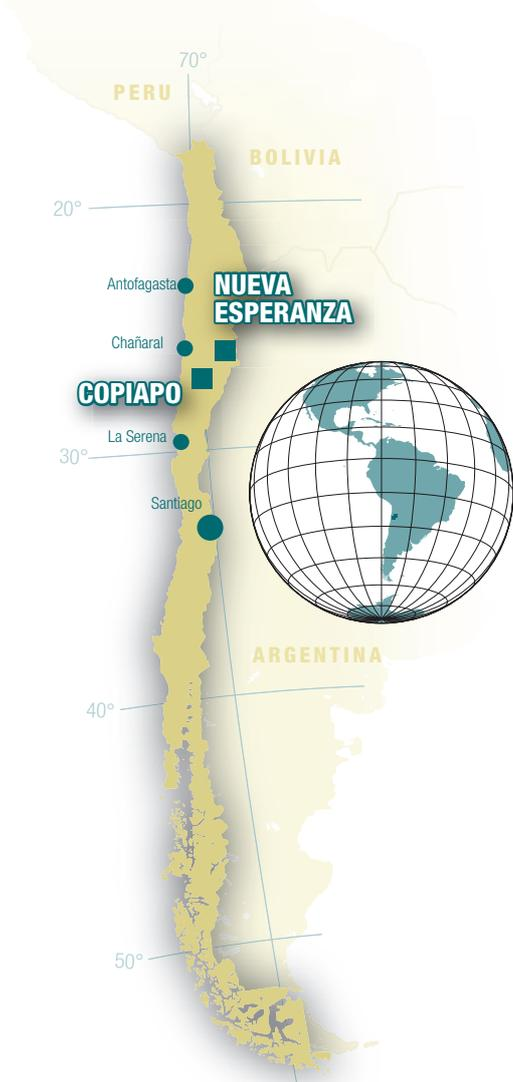 70°
PERU
BOLIVIA
20°
Antofagasta
NUEVA
ESPERANZA
Chañaral
COPIAPO
La Serena
30°
Santiago
ARGENTINA
40°
50°